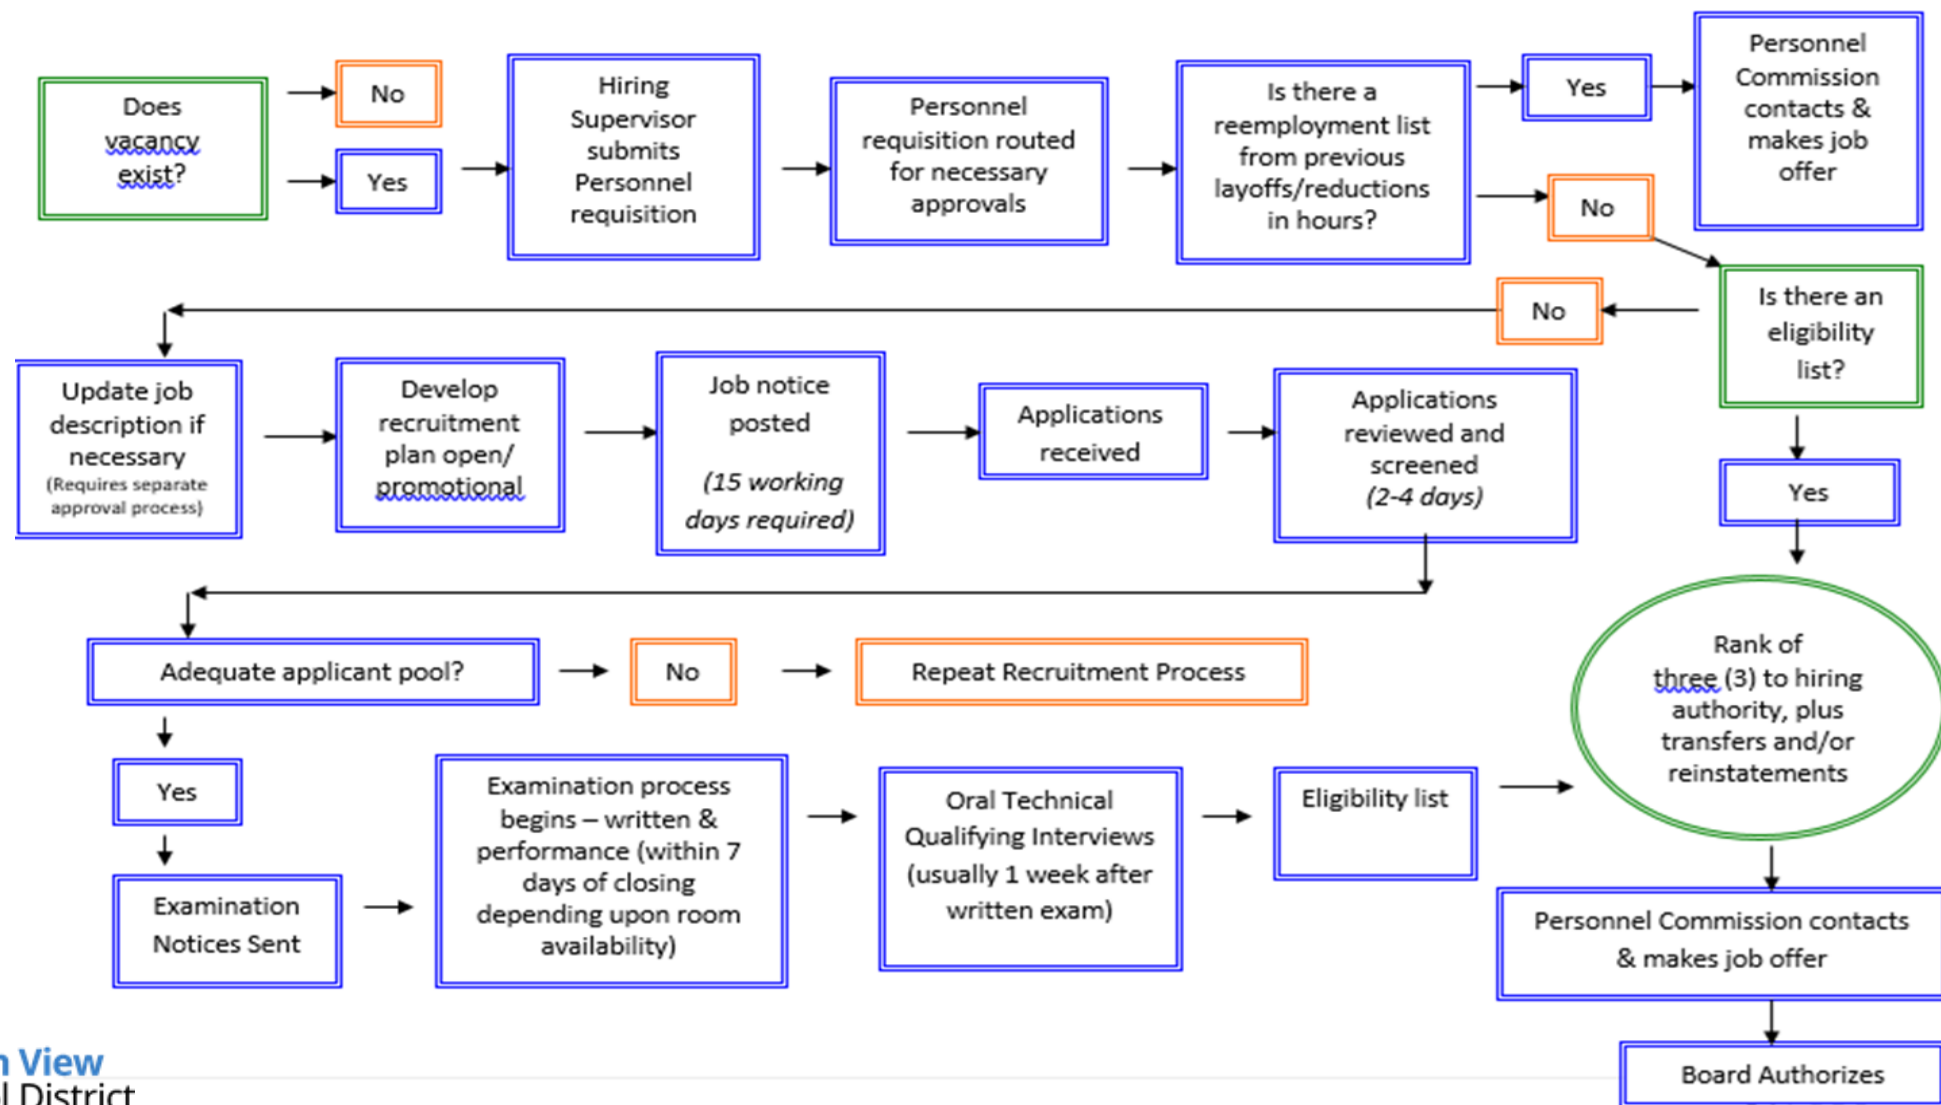 Does
vacancy
exist?
No
Yes
Hiring
Supervisor
submits
Personnel
requisition
Personnel
requisition routed
for necessary
approvals
Is there a
reemployment list
from previous
layoffs/reductions
in hours?
Yes
No
Personnel
Commission
contacts &
makes job
offer
Is there an
eligibility
list?
No
Yes
Update job
description if
necessary
(Requires separate
approval process)
Develop
recruitment
plan open/
promotional
Job notice
posted
(15 working
days required)
Applications
received
Applications
reviewed and
screened
(2-4 days)
Adequate applicant pool?
No
Repeat Recruitment Process
Yes
Examination
Notices Sent
Examination process
begins – written &
performance (within 7
days of closing
depending upon room
availability)
Oral Technical
Qualifying Interviews
(usually 1 week after
written exam)
Eligibility list
Rank of
three (3) to hiring
authority, plus
transfers and/or
reinstatements
Personnel Commission contacts
& makes job offer
Board Authorizes
View
District